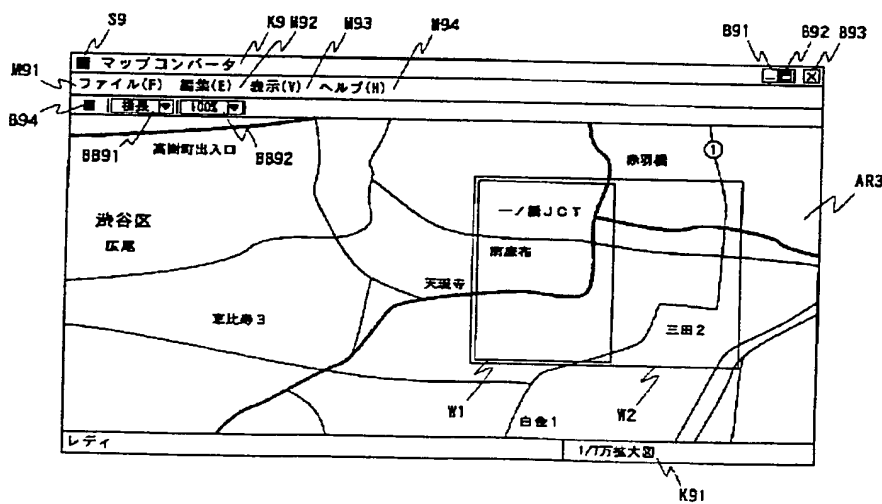 S9
K9 M92 M93 M94
B91 B92 B93
マップコンバータ
M91
ファイル(F) 編集(E) 表示(V) ヘルプ(H)
B94
100%
BB91
BB92
高樹町出入口
赤羽橋
1
AR3
一ノ橋JCT
渋谷区
広尾
南麻布
天現寺
恵比寿3
三田2
W1
W2
白金1
レディ
1/1万拡大図
K91